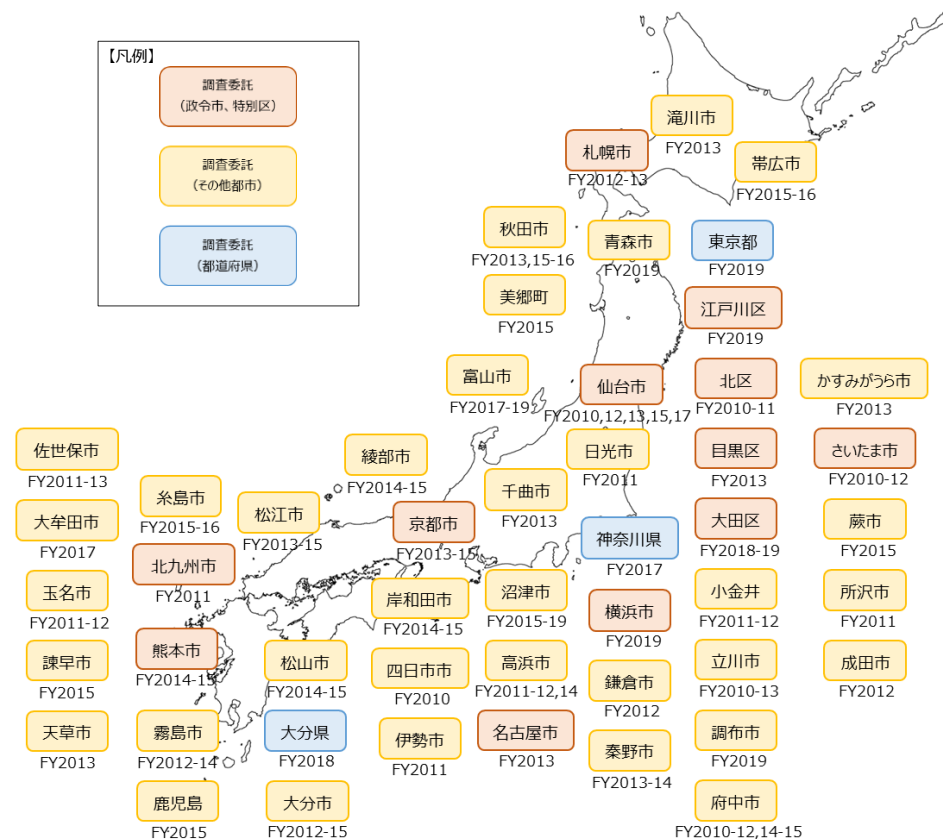 【凡例】
調査委託
（政令市、特別区）
調査委託
（その他都市）
調査委託
（都道府県）
滝川市
FY2013
札幌市
FY2012-13
帯広市
FY2015-16
秋田市
FY2013,15-16
青森市
FY2019
東京都
FY2019
美郷町
FY2015
江戸川区
FY2019
富山市
FY2017-19
仙台市
FY2010,12,13,15,17
北区
FY2010-11
かすみがうら市
FY2013
佐世保市
FY2011-13
綾部市
FY2014-15
日光市
FY2011
目黒区
FY2013
さいたま市
FY2010-12
糸島市
FY2015-16
千曲市
FY2013
大牟田市
FY2017
松江市
FY2013-15
京都市
FY2013-15
神奈川県
FY2017
大田区
FY2018-19
蕨市
FY2015
北九州市
FY2011
玉名市
FY2011-12
岸和田市
FY2014-15
沼津市
FY2015-19
横浜市
FY2019
小金井
FY2011-12
所沢市
FY2011
諫早市
FY2015
熊本市
FY2014-15
松山市
FY2014-15
四日市市
FY2010
高浜市
FY2011-12,14
鎌倉市
FY2012
立川市
FY2010-13
成田市
FY2012
天草市
FY2013
霧島市
FY2012-14
大分県
FY2018
伊勢市
FY2011
名古屋市
FY2013
秦野市
FY2013-14
調布市
FY2019
鹿児島
FY2015
大分市
FY2012-15
府中市
FY2010-12,14-15